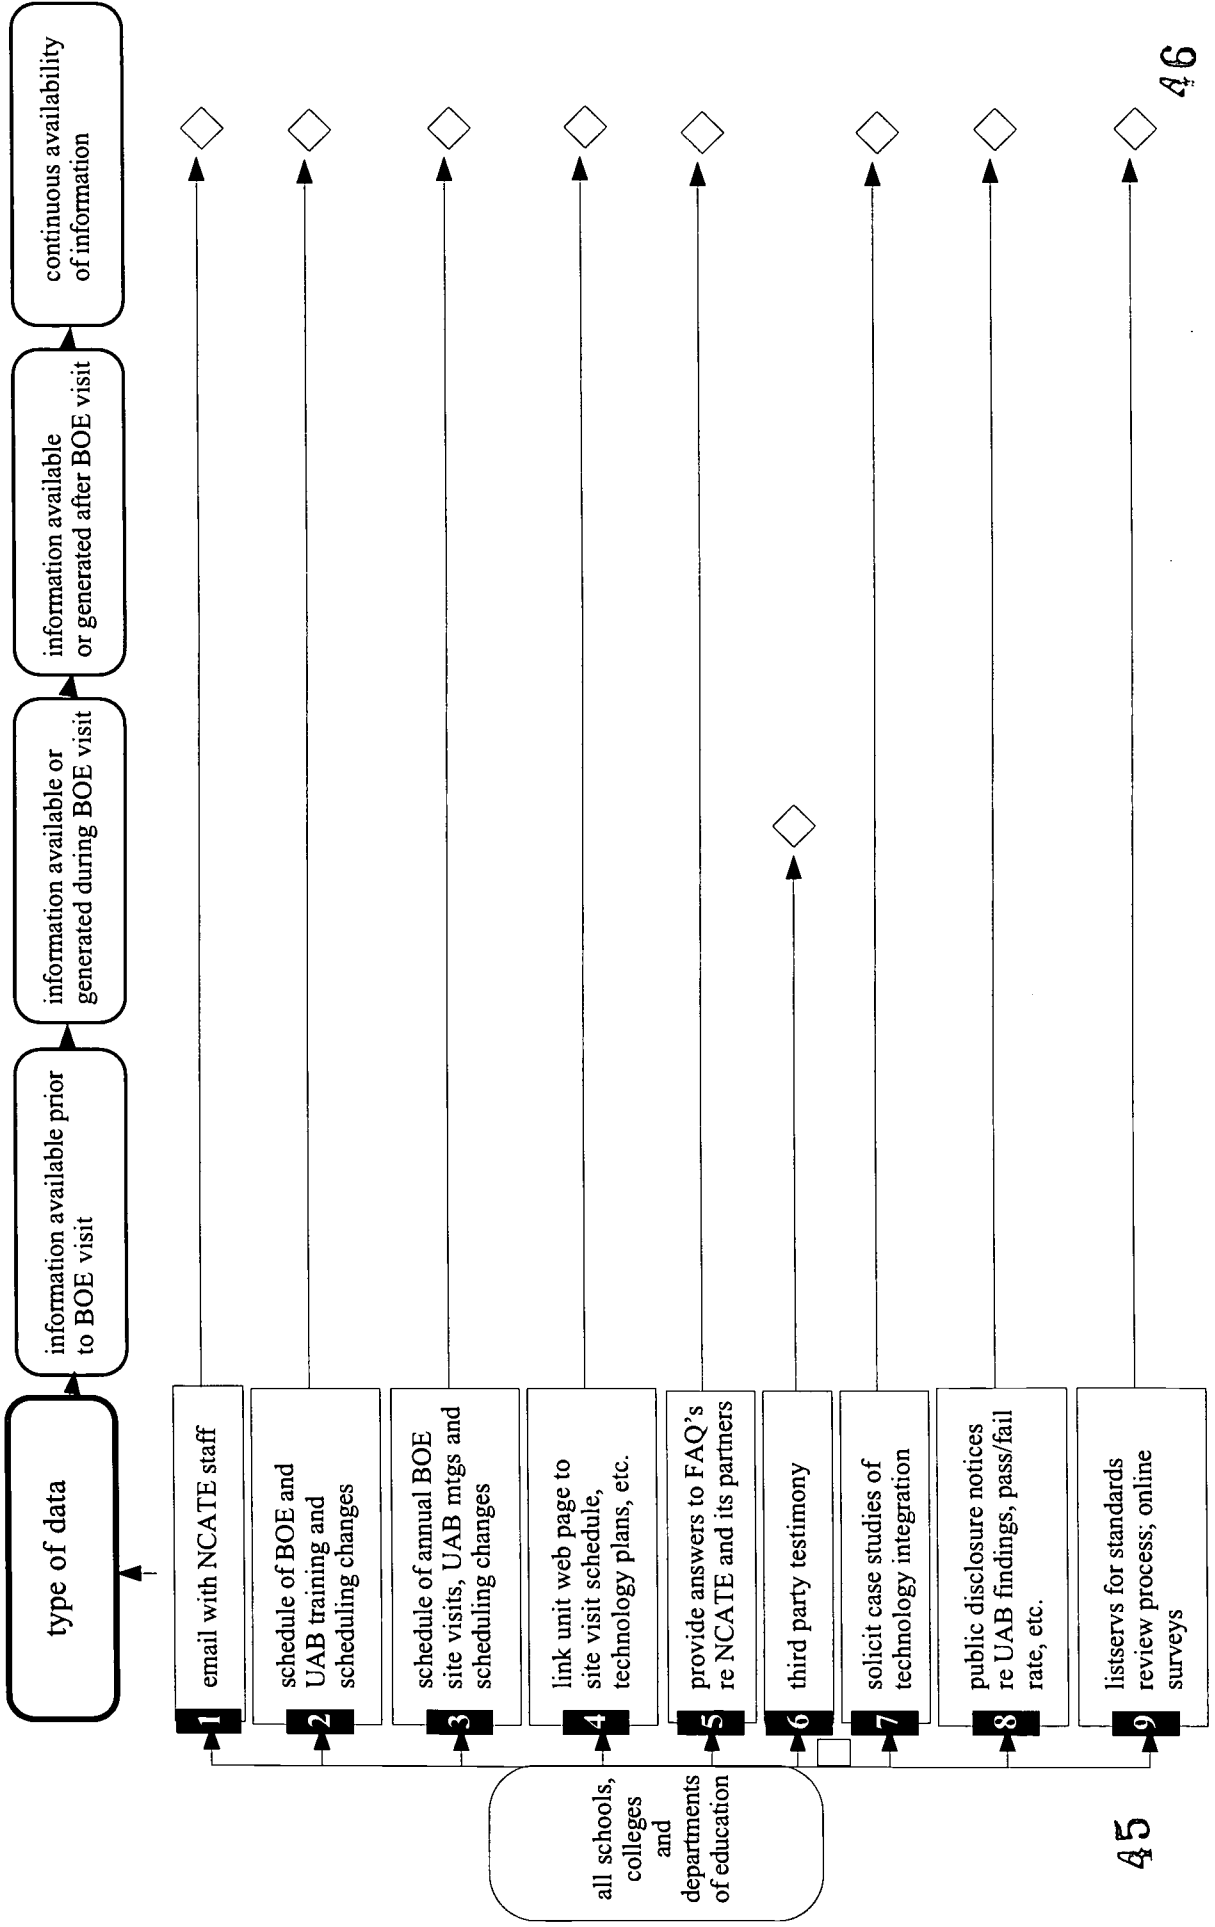 type of data
information available prior
to BOE visit
information available or
generated during BOE visit
information available
or generated after BOE visit
continuous availability
of information
all schools,
colleges
and
departments
of education
1
email with NCATE staff
2
schedule of BOE and
UAB training and
scheduling changes
3
schedule of annual BOE
site visits, UAB mtgs and
scheduling changes
4
link unit web page to
site visit schedule,
technology plans, etc.
5
provide answers to FAQ's
re NCATE and its partners
6
third party testimony
7
solicit case studies of
technology integration
8
public disclosure notices
re UAB findings, pass/fail
rate, etc.
9
listservs for standards
review process; online
surveys
45
46